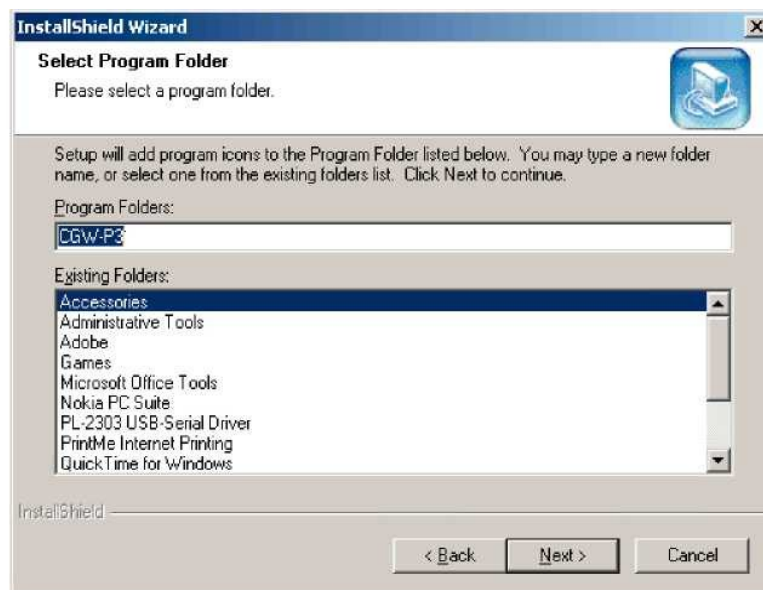 InstallShield Wizard
Select Program Folder
Please select a program folder.
Setup will add program icons to the Program Folder listed below. You may type a new folder
name, or select one from the existing folders list. Click Next to continue.
Program Folders:
CGW-P3
Existing Folders:
Accessories
Administrative Tools
Adobe
Games
Microsoft Office Tools
Nokia PC Suite
PL-2303 USB-Serial Driver
PrintMe Internet Printing
QuickTime for Windows
InstallShield
< Back
Next >
Cancel